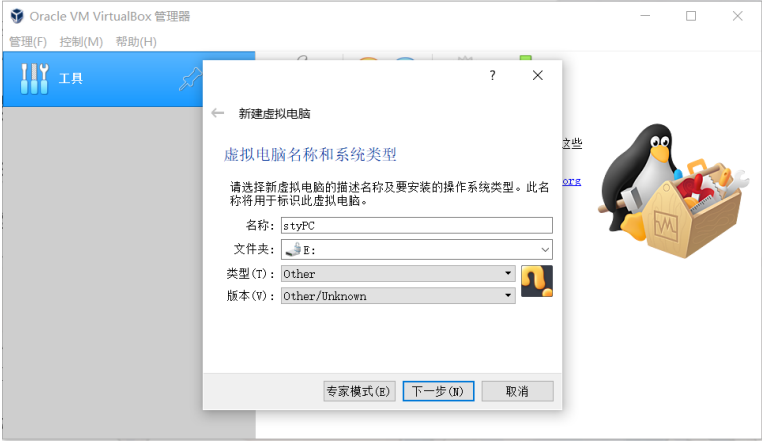 Oracle VM VirtualBox 管理器
管理(F) 控制(M) 帮助(H)
工具
?
新建虚拟电脑
虚拟电脑名称和系统类型
请选择新虚拟电脑的描述名称及要安装的操作系统类型。此名
称将用于标识此虚拟电脑。
这些
org
名称: styPC
文件夹: E:
类型(T): Other
版本(V): Other/Unknown
专家模式(E) 下一步(N) 取消